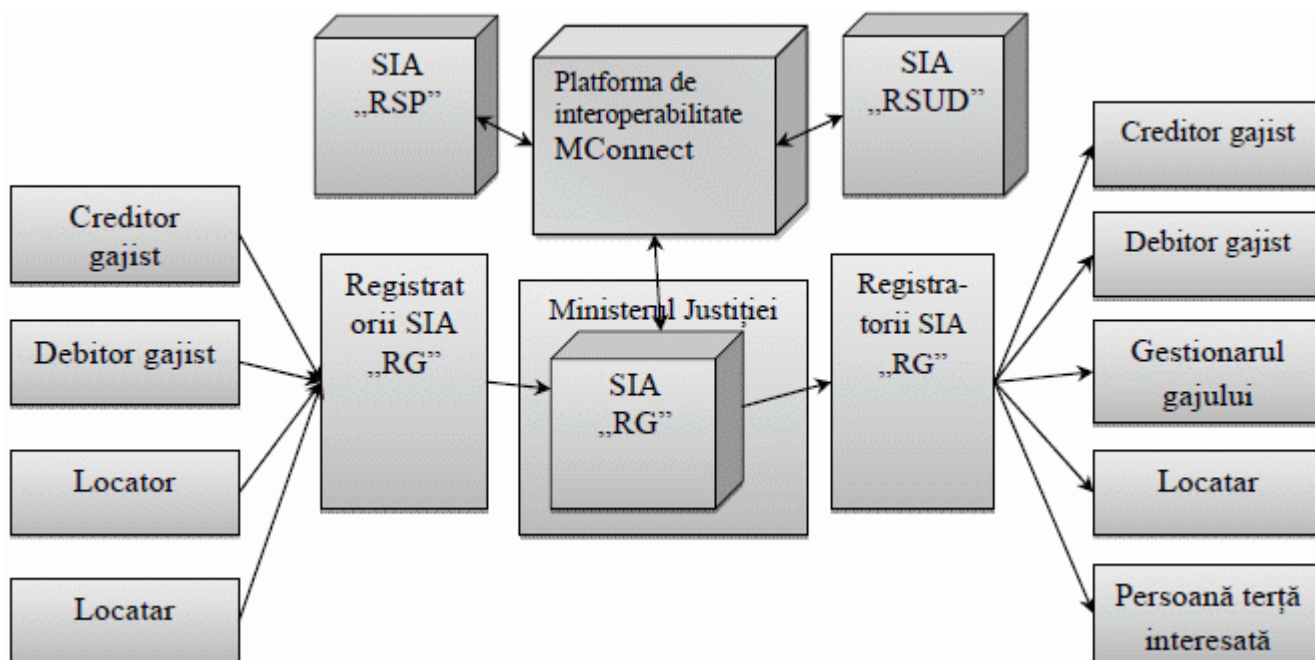 SIA
„RSP”
Platforma de
interoperabilitate
MConnect
SIA
„RSUD”
Creditor
gajist
Debitor gajist
Locator
Locatar
Registrat
orii SIA
„RG”
Ministerul Justiției
SIA
„RG”
Registra-
torii SIA
„RG”
Creditor gajist
Debitor gajist
Gestionarul
gajului
Locatar
Persoană terță
interesată